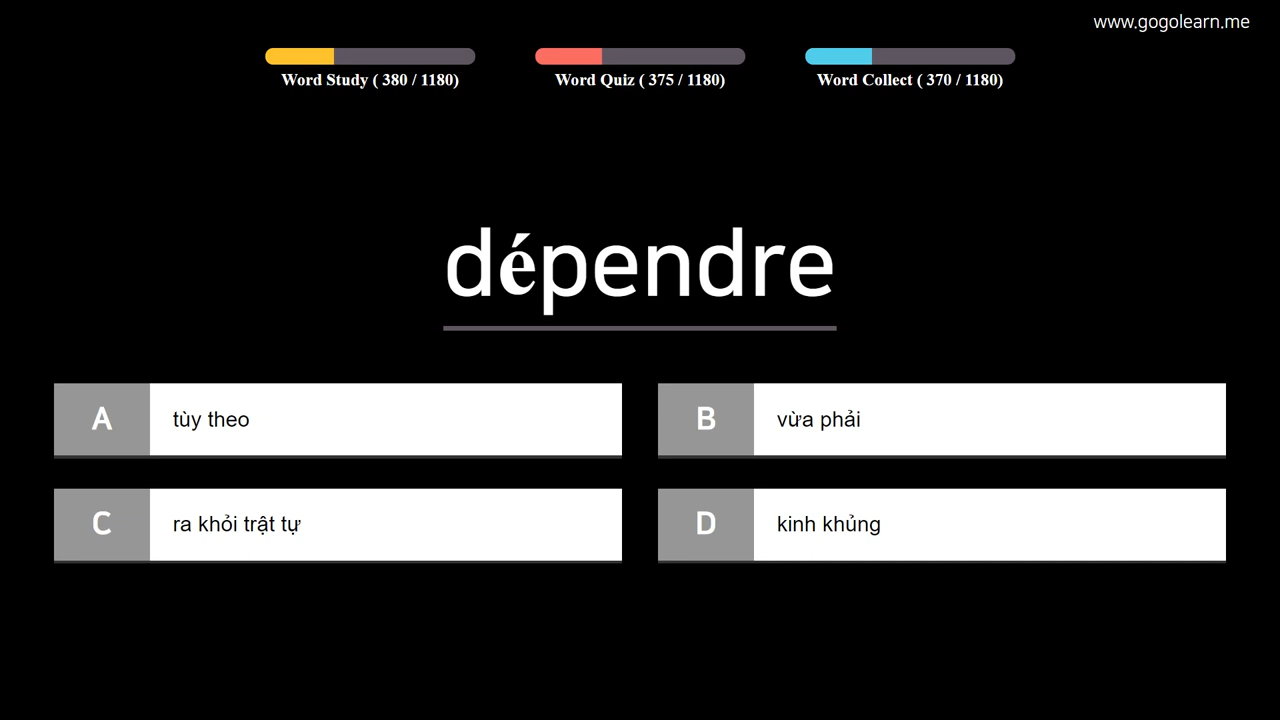 www.gogolearn.me
Word Study ( 380 / 1180)
Word Quiz ( 375 / 1180)
Word Collect ( 370 / 1180)
dépendre
A tùy theo
B vừa phải
C ra khỏi trật tự
D kinh khủng